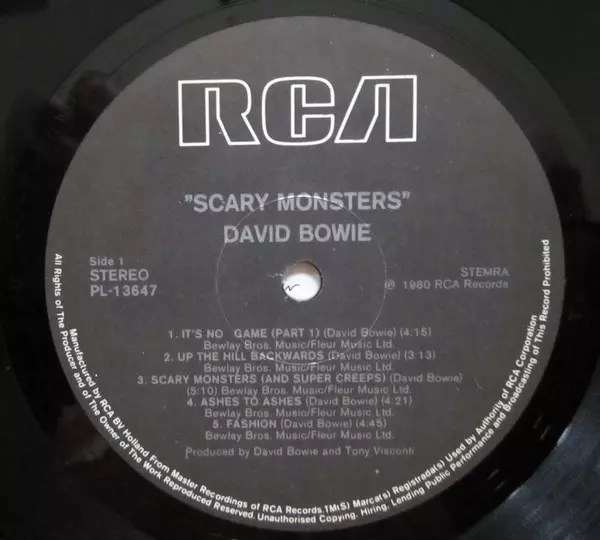 RCA
"SCARY MONSTERS"
DAVID BOWIE
Side 1
STEREO
PL-13647
STEMRA
℗ 1980 RCA Records
1. IT'S NO GAME (PART 1) (David Bowie) (4:15)
Bewlay Bros. Music/Fleur Music Ltd.
2. UP THE HILL BACKWARDS (David Bowie) (3:13)
Bewlay Bros. Music/Fleur Music Ltd.
3. SCARY MONSTERS (AND SUPER CREEPS) (David Bowie)
(5:10) Bewlay Bros. Music/Fleur Music Ltd.
4. ASHES TO ASHES (David Bowie) (4:21)
Bewlay Bros. Music/Fleur Music Ltd.
5. FASHION (David Bowie) (4:45)
Bewlay Bros. Music/Fleur Music Ltd.
Produced by David Bowie and Tony Visconti
Manufactured by RCA BV Holland From Master Recordings of RCA Records. TM(S) Marca(s) Registrada(s) Used by Authority of RCA Corporation
All Rights of The Producer and of The Owner of The Work Reproduced Reserved. Unauthorised Copying. Hiring. Lending Public Performance and Broadcasting of This Record Prohibited